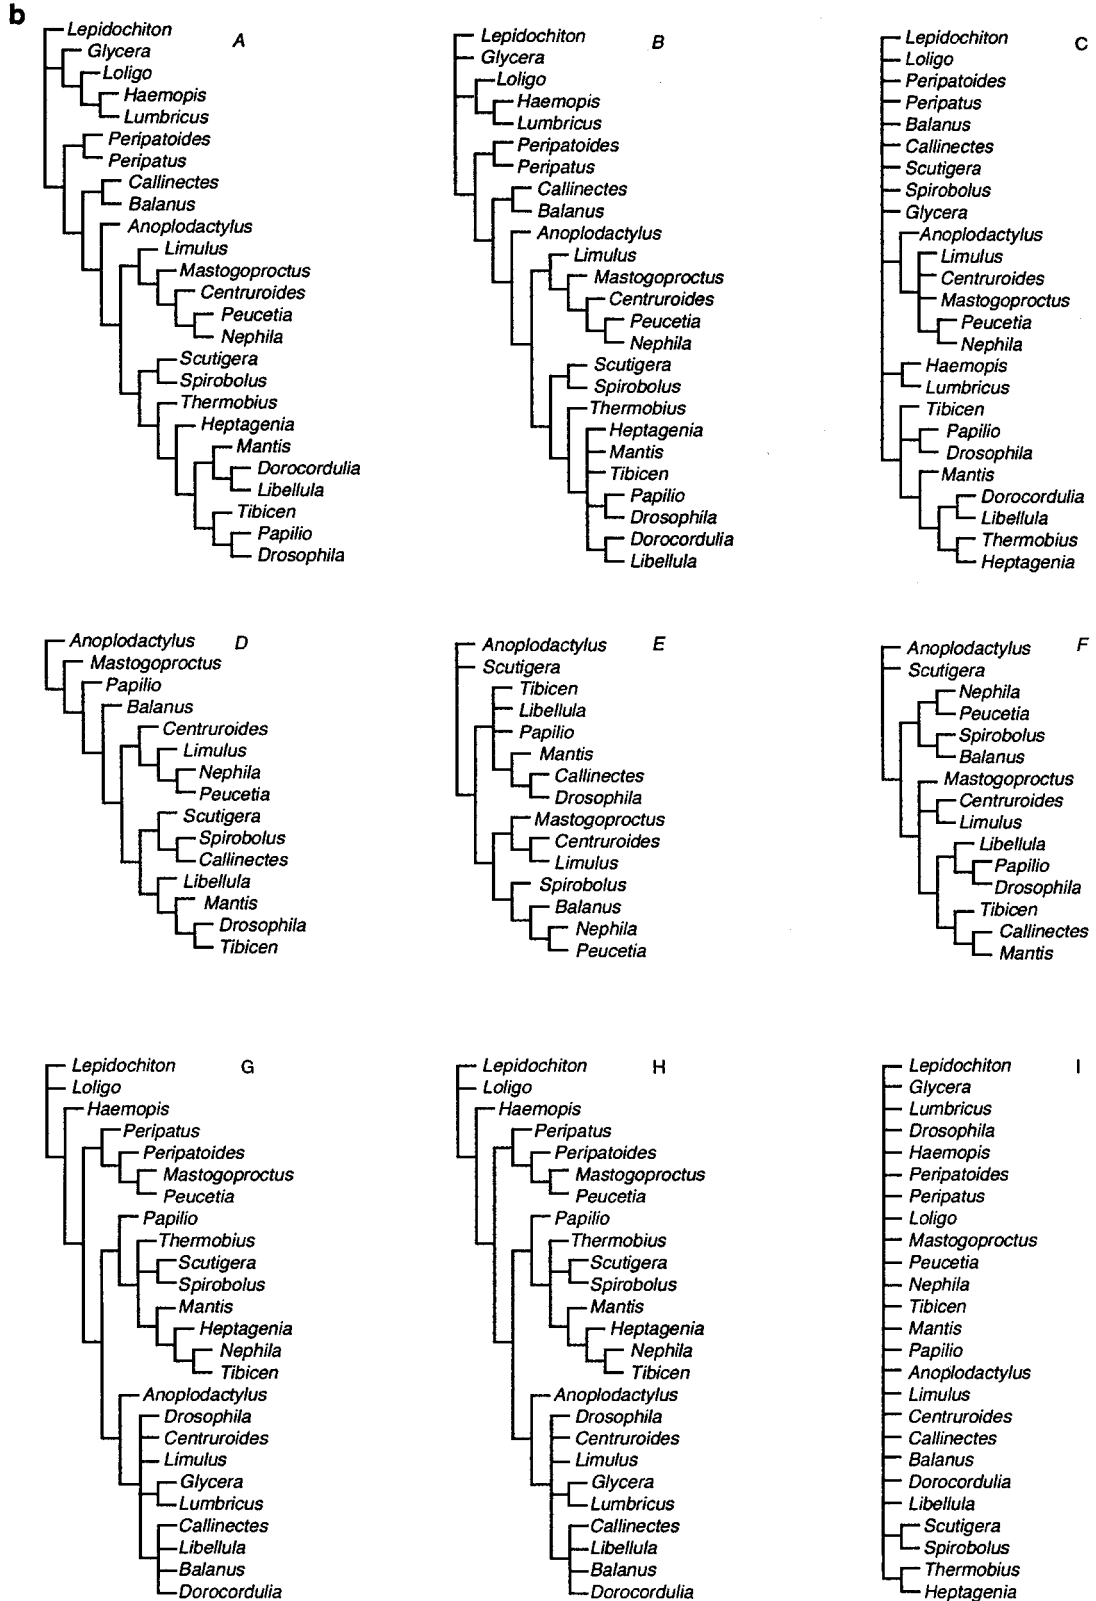 b
A
Lepidochiton
Glycera
Loligo
Haemopis
Lumbricus
Peripatoides
Peripatus
Callinectes
Balanus
Anoplodactylus
Limulus
Mastogoproctus
Centruroides
Peucetia
Nephila
Scutigera
Spirobolus
Thermobius
Heptagenia
Mantis
Dorocordulia
Libellula
Tibicen
Papilio
Drosophila
B
Lepidochiton
Glycera
Loligo
Haemopis
Lumbricus
Peripatoides
Peripatus
Callinectes
Balanus
Anoplodactylus
Limulus
Mastogoproctus
Centruroides
Peucetia
Nephila
Scutigera
Spirobolus
Thermobius
Heptagenia
Mantis
Tibicen
Papilio
Drosophila
Dorocordulia
Libellula
C
Lepidochiton
Loligo
Peripatoides
Peripatus
Balanus
Callinectes
Scutigera
Spirobolus
Glycera
Anoplodactylus
Limulus
Centruroides
Mastogoproctus
Peucetia
Nephila
Haemopis
Lumbricus
Tibicen
Papilio
Drosophila
Mantis
Dorocordulia
Libellula
Thermobius
Heptagenia
D
Anoplodactylus
Mastogoproctus
Papilio
Balanus
Centruroides
Limulus
Nephila
Peucetia
Scutigera
Spirobolus
Callinectes
Libellula
Mantis
Drosophila
Tibicen
E
Anoplodactylus
Scutigera
Tibicen
Libellula
Papilio
Mantis
Callinectes
Drosophila
Mastogoproctus
Centruroides
Limulus
Spirobolus
Balanus
Nephila
Peucetia
F
Anoplodactylus
Scutigera
Nephila
Peucetia
Spirobolus
Balanus
Mastogoproctus
Centruroides
Limulus
Libellula
Papilio
Drosophila
Tibicen
Callinectes
Mantis
G
Lepidochiton
Loligo
Haemopis
Peripatus
Peripatoides
Mastogoproctus
Peucetia
Papilio
Thermobius
Scutigera
Spirobolus
Mantis
Heptagenia
Nephila
Tibicen
Anoplodactylus
Drosophila
Centruroides
Limulus
Glycera
Lumbricus
Callinectes
Libellula
Balanus
Dorocordulia
H
Lepidochiton
Loligo
Haemopis
Peripatus
Peripatoides
Mastogoproctus
Peucetia
Papilio
Thermobius
Scutigera
Spirobolus
Mantis
Heptagenia
Nephila
Tibicen
Anoplodactylus
Drosophila
Centruroides
Limulus
Glycera
Lumbricus
Callinectes
Libellula
Balanus
Dorocordulia
I
Lepidochiton
Glycera
Lumbricus
Drosophila
Haemopis
Peripatoides
Peripatus
Loligo
Mastogoproctus
Peucetia
Nephila
Tibicen
Mantis
Papilio
Anoplodactylus
Limulus
Centruroides
Callinectes
Balanus
Dorocordulia
Libellula
Scutigera
Spirobolus
Thermobius
Heptagenia